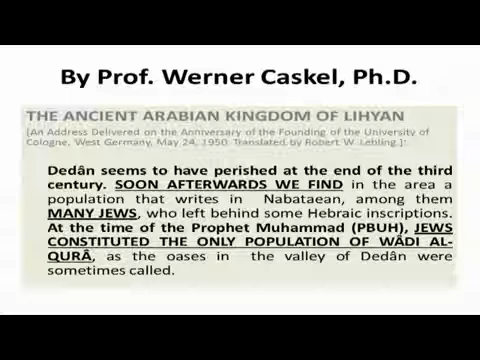 By Prof. Werner Caskel, Ph.D.
THE ANCIENT ARABIAN KINGDOM OF LIHYAN
[An Address Delivered on the Anniversary of the Founding of the University of
Cologne, West Germany, May 24, 1950. Translated by Robert W. Lebling.]:
Dedân seems to have perished at the end of the third
century. SOON AFTERWARDS WE FIND in the area a
population that writes in Nabataean, among them
MANY JEWS, who left behind some Hebraic inscriptions.
At the time of the Prophet Muhammad (PBUH), JEWS
CONSTITUTED THE ONLY POPULATION OF WÂDI AL-
QURÂ, as the oases in the valley of Dedân were
sometimes called.